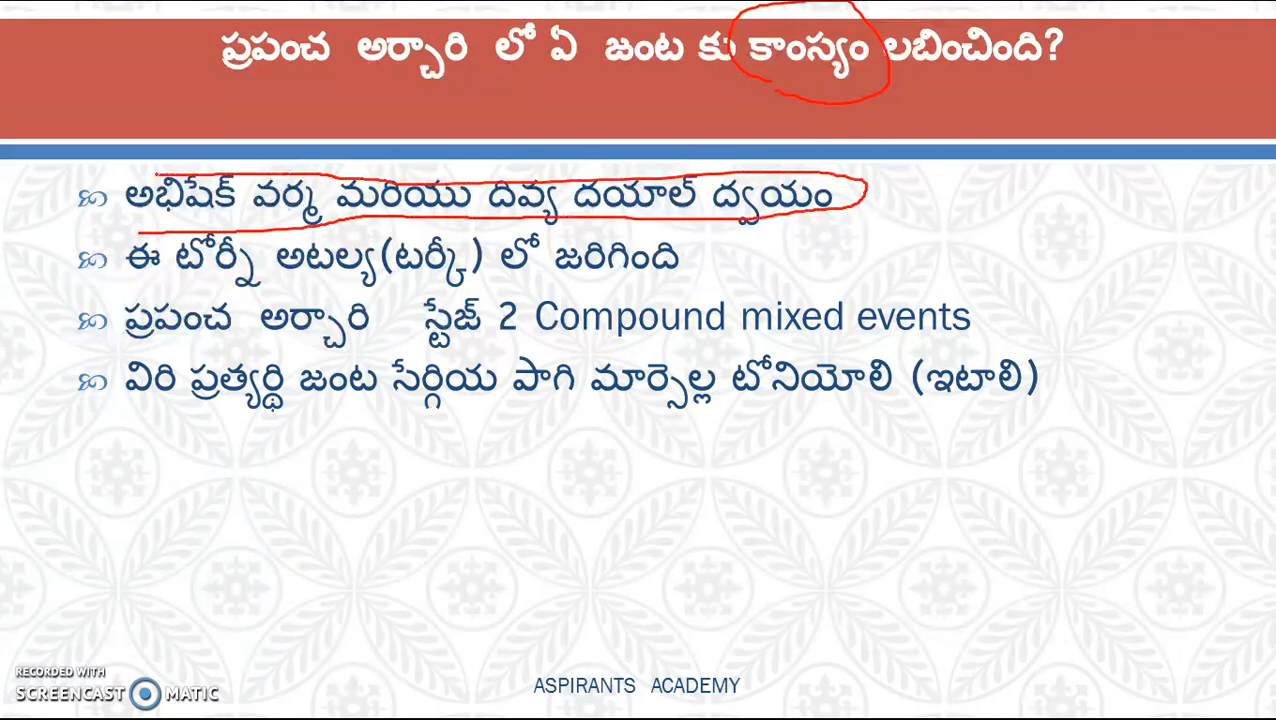 ప్రపంచ అర్చారి లో ఏ జంట కు కాంస్యం లబించింది?
అభిషేక్ వర్మ మరియు దివ్య దయాల్ ద్వయం
ఈ టోర్నీ అటల్య(టర్కీ) లో జరిగింది
ప్రపంచ అర్చారి స్టేజ్ 2 Compound mixed events
విరి ప్రత్యర్థి జంట సేర్గియ పాగి మార్సెల్ల టోనియోలి (ఇటాలి)
RECORDED WITH
SCREENCAST MATIC
ASPIRANTS ACADEMY